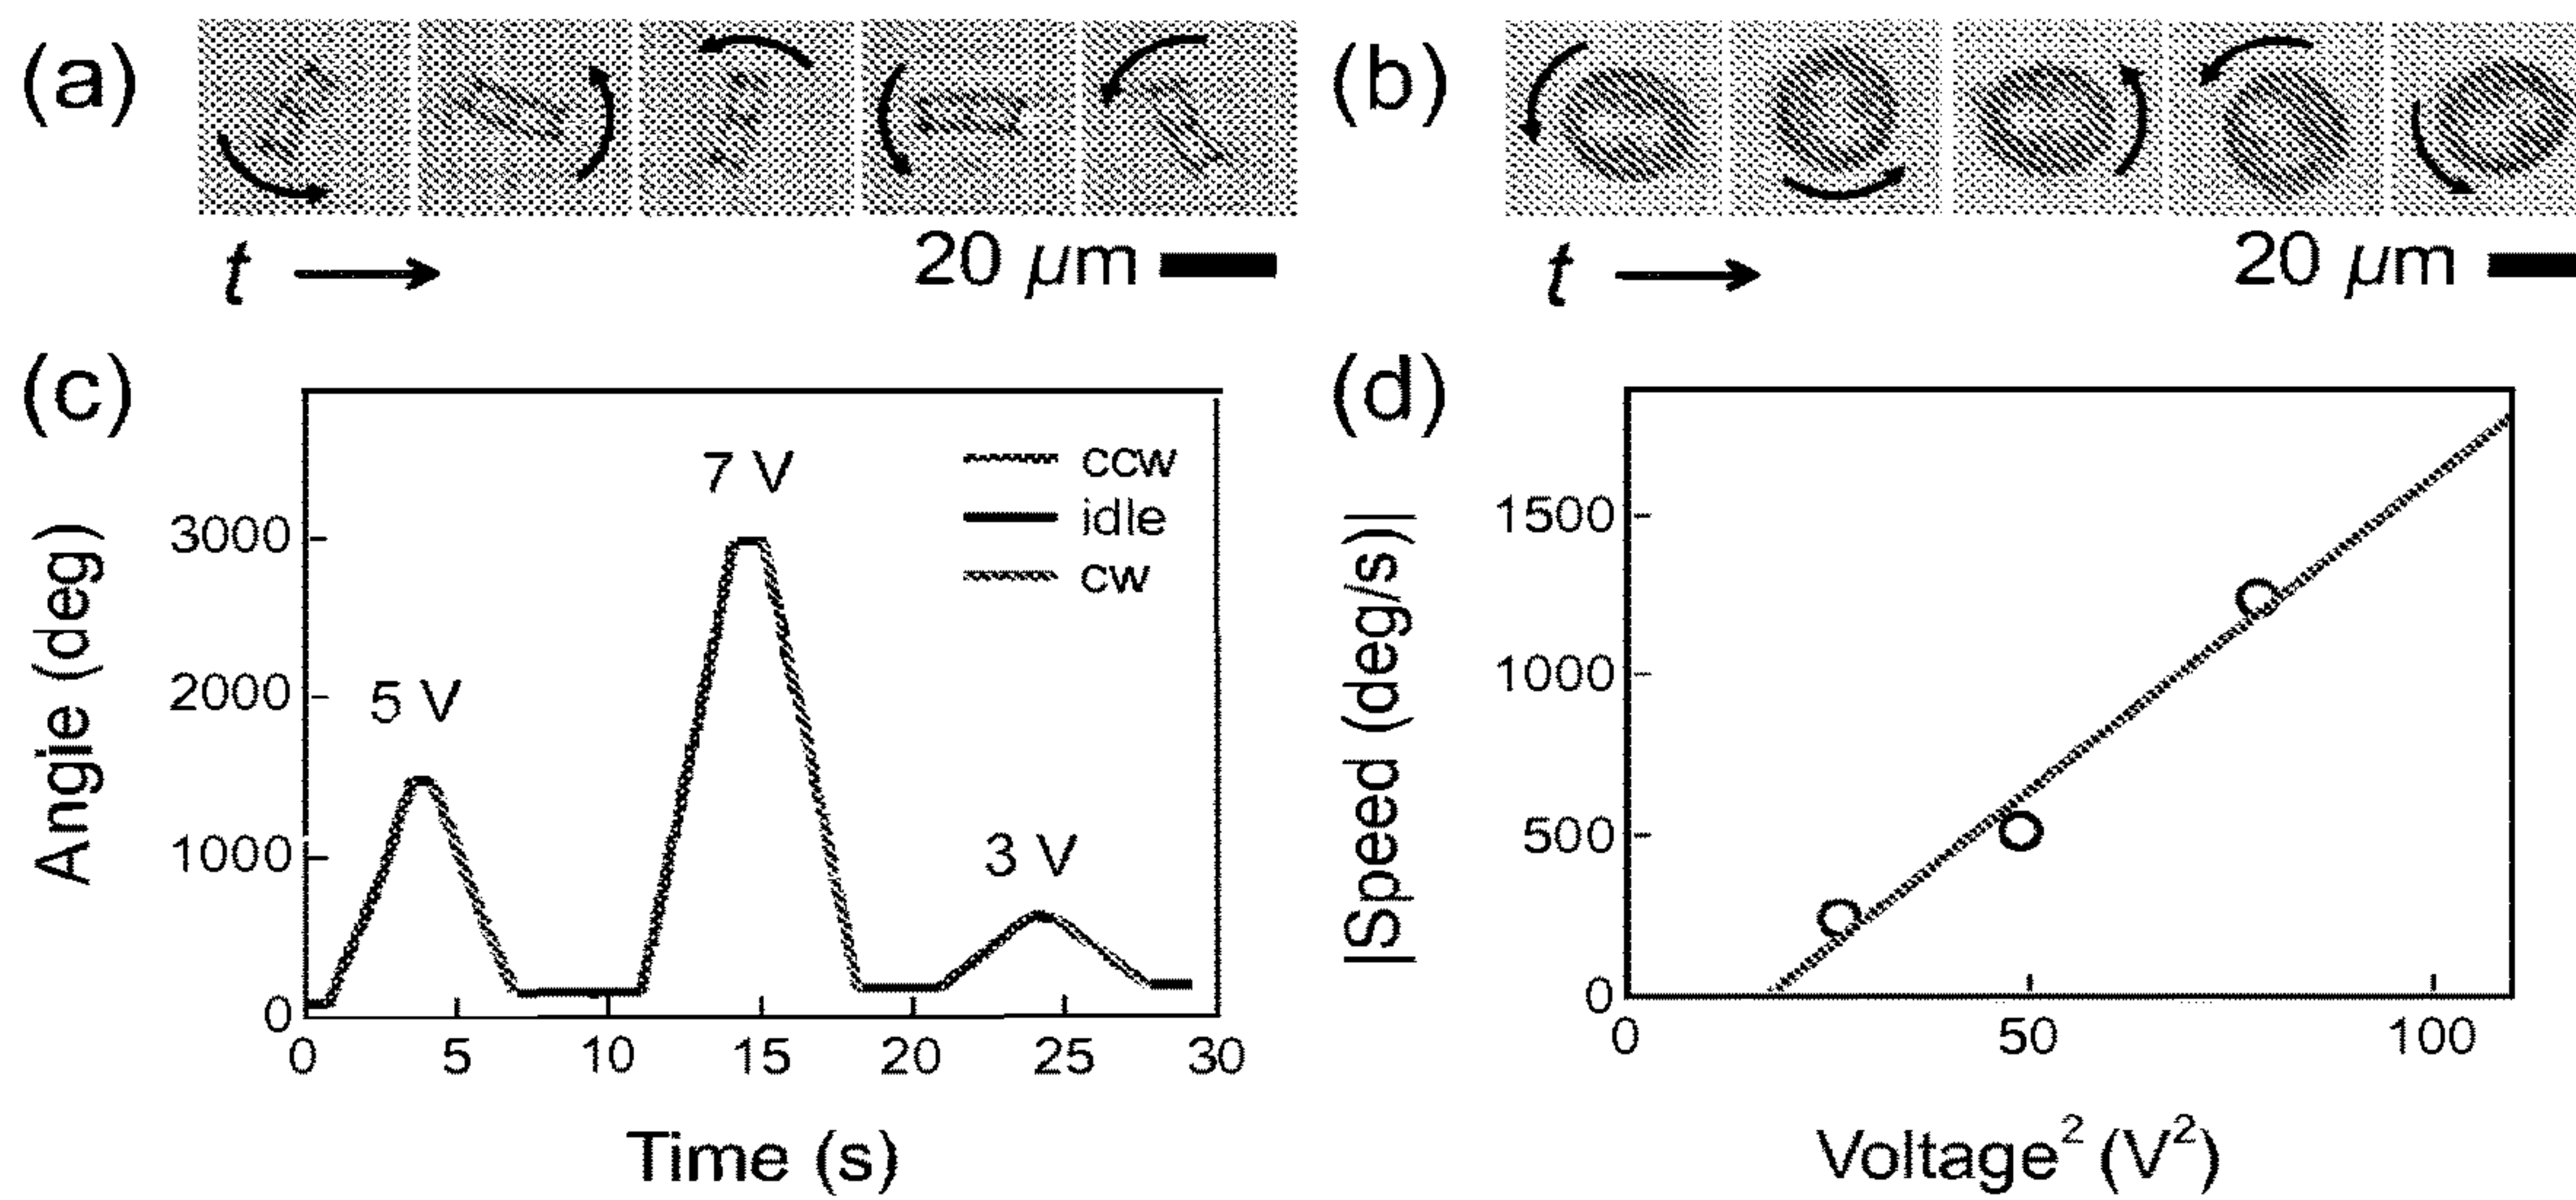 (a)
t
20 µm
(b)
t
20 µm
(c)
Angie (deg)
3000
2000
1000
0
5 V
7 V
3 V
ccw
idle
cw
0 5 10 15 20 25 30
Time (s)
(d)
|Speed (deg/s)|
1500
1000
500
0
0 50 100
Voltage² (V²)